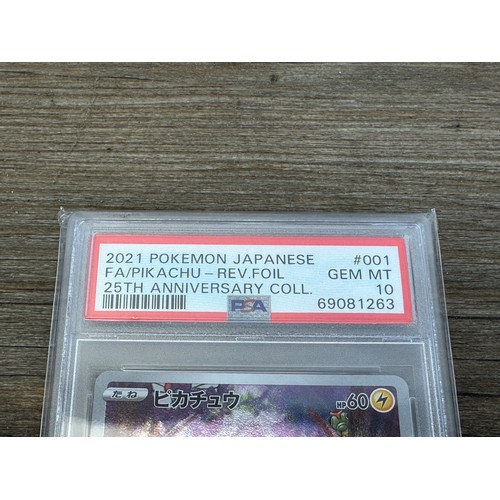 2021 POKEMON JAPANESE #001
FA/PIKACHU-REV.FOIL GEM MT
25TH ANNIVERSARY COLL. 10
PSA 69081263
たね ピカチュウ HP60